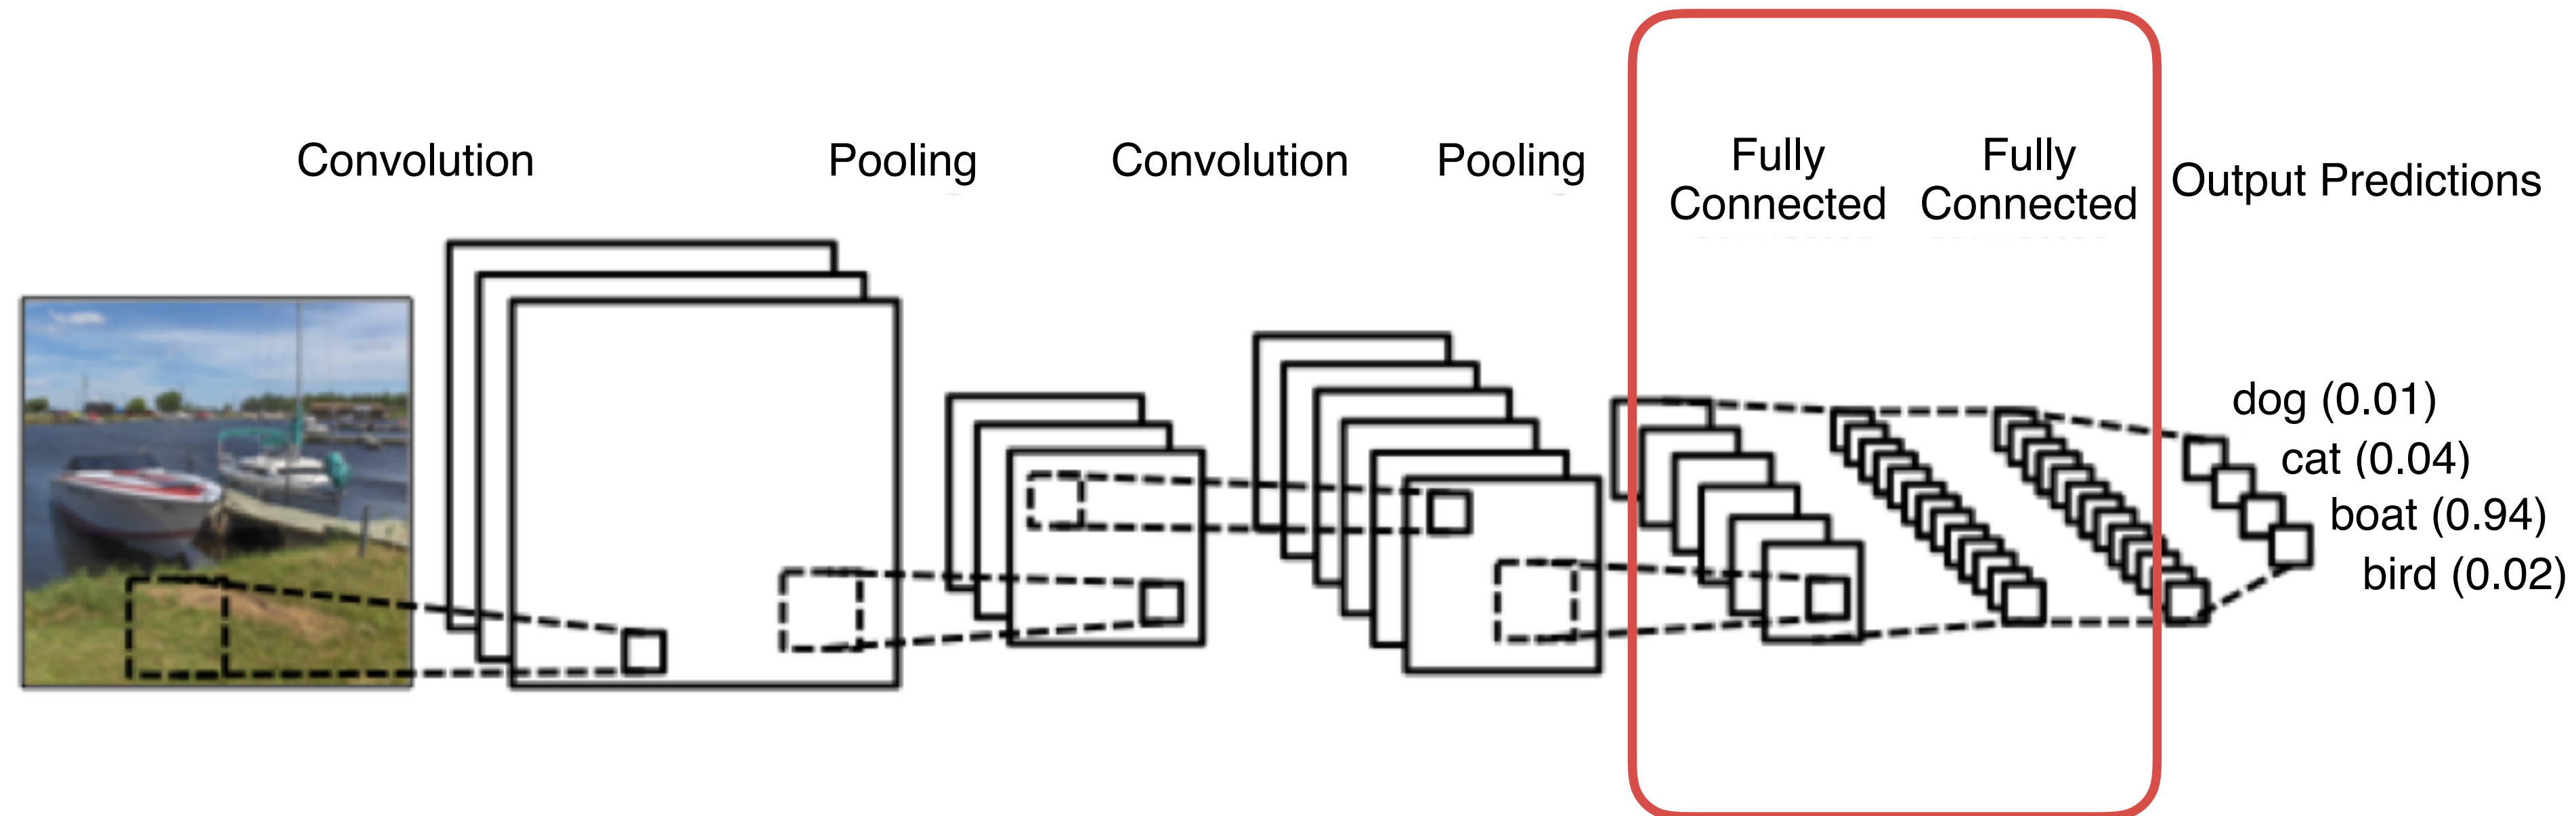 Convolution
Pooling
Convolution
Pooling
Fully
Connected
Fully
Connected
Output Predictions
dog (0.01)
cat (0.04)
boat (0.94)
bird (0.02)